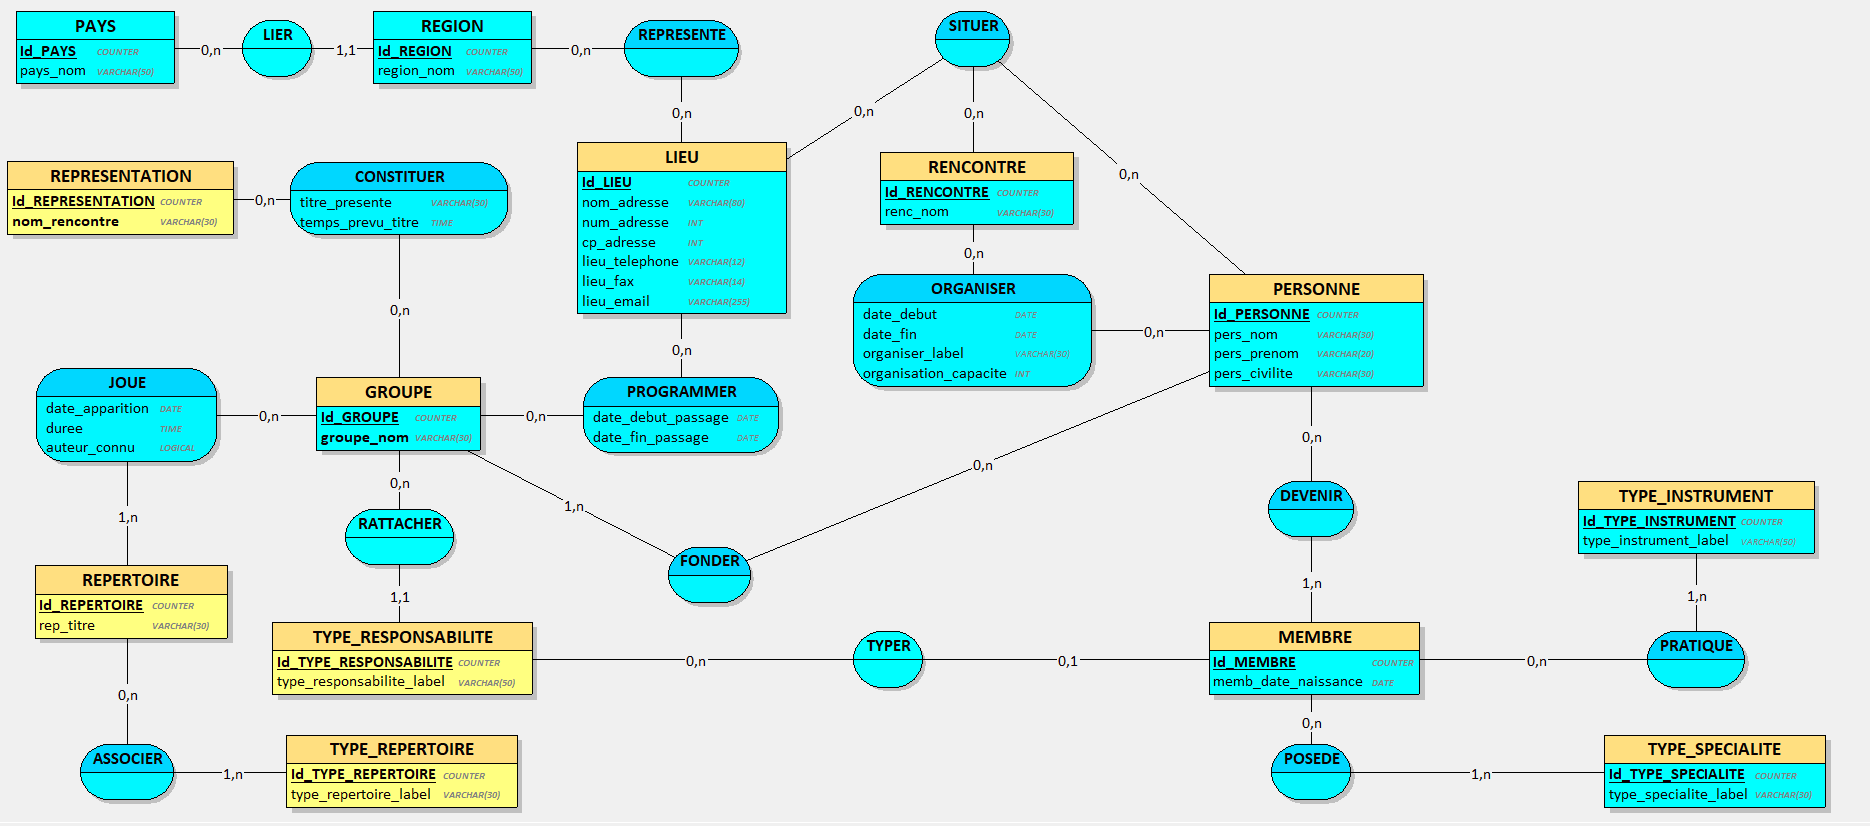 PAYS
Id_PAYS COUNTER
pays_nom VARCHAR(50)
0,n
LIER
1,1
REGION
Id_REGION COUNTER
region_nom VARCHAR(50)
0,n
REPRESENTE
0,n
SITUER
0,n
0,n
0,n
REPRESENTATION
Id_REPRESENTATION COUNTER
nom_rencontre VARCHAR(30)
0,n
CONSTITUER
titre_presente VARCHAR(30)
temps_prevu_titre TIME
0,n
LIEU
Id_LIEU COUNTER
nom_adresse VARCHAR(80)
num_adresse INT
cp_adresse INT
lieu_telephone VARCHAR(12)
lieu_fax VARCHAR(14)
lieu_email VARCHAR(255)
0,n
RENCONTRE
Id_RENCONTRE COUNTER
renc_nom VARCHAR(30)
0,n
ORGANISER
date_debut DATE
date_fin DATE
organiser_label VARCHAR(30)
organisation_capacite INT
0,n
PERSONNE
Id_PERSONNE COUNTER
pers_nom VARCHAR(30)
pers_prenom VARCHAR(20)
pers_civilite VARCHAR(30)
JOUE
date_apparition DATE
duree TIME
auteur_connu LOGICAL
0,n
GROUPE
Id_GROUPE COUNTER
groupe_nom VARCHAR(30)
0,n
PROGRAMMER
date_debut_passage DATE
date_fin_passage DATE
0,n
0,n
0,n
1,n
1,n
RATTACHER
DEVENIR
FONDER
TYPE_INSTRUMENT
Id_TYPE_INSTRUMENT COUNTER
type_instrument_label VARCHAR(50)
1,1
1,n
1,n
REPERTOIRE
Id_REPERTOIRE COUNTER
rep_titre VARCHAR(30)
TYPE_RESPONSABILITE
Id_TYPE_RESPONSABILITE COUNTER
type_responsabilite_label VARCHAR(50)
0,n
TYPER
0,1
MEMBRE
Id_MEMBRE COUNTER
memb_date_naissance DATE
0,n
PRATIQUE
0,n
0,n
ASSOCIER
1,n
TYPE_REPERTOIRE
Id_TYPE_REPERTOIRE COUNTER
type_repertoire_label VARCHAR(30)
POSEDE
1,n
TYPE_SPECIALITE
Id_TYPE_SPECIALITE COUNTER
type_specialite_label VARCHAR(30)